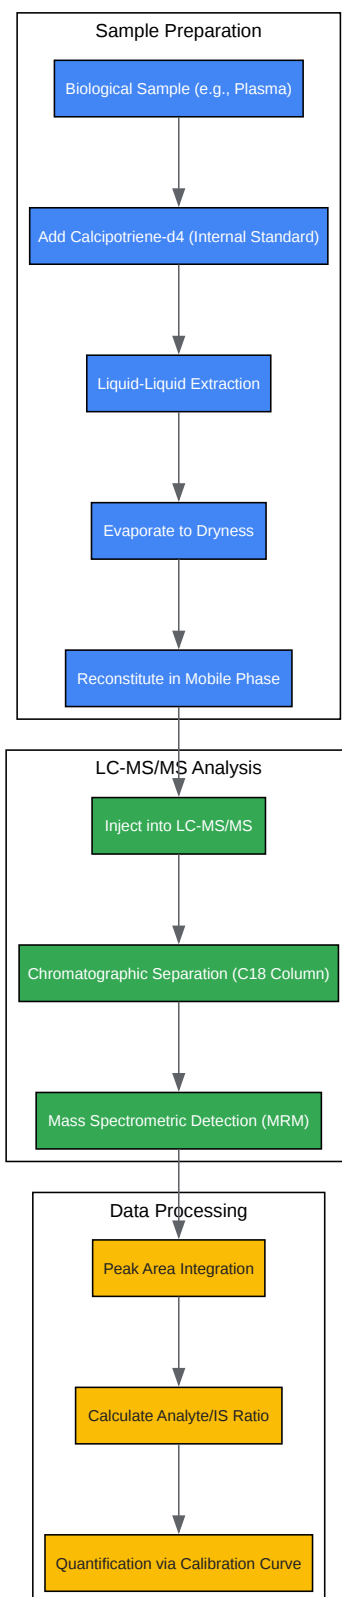 Sample Preparation
Biological Sample (e.g., Plasma)
Add Calcipotriene-d4 (Internal Standard)
Liquid-Liquid Extraction
Evaporate to Dryness
Reconstitute in Mobile Phase
LC-MS/MS Analysis
Inject into LC-MS/MS
Chromatographic Separation (C18 Column)
Mass Spectrometric Detection (MRM)
Data Processing
Peak Area Integration
Calculate Analyte/IS Ratio
Quantification via Calibration Curve